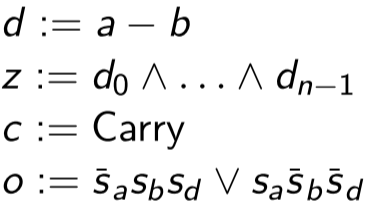 d := a − b
z := d₀ ∧ … ∧ dₙ₋₁
c := Carry
o := s̄ₐs_bs_d ∨ sₐs̄_bs̄_d